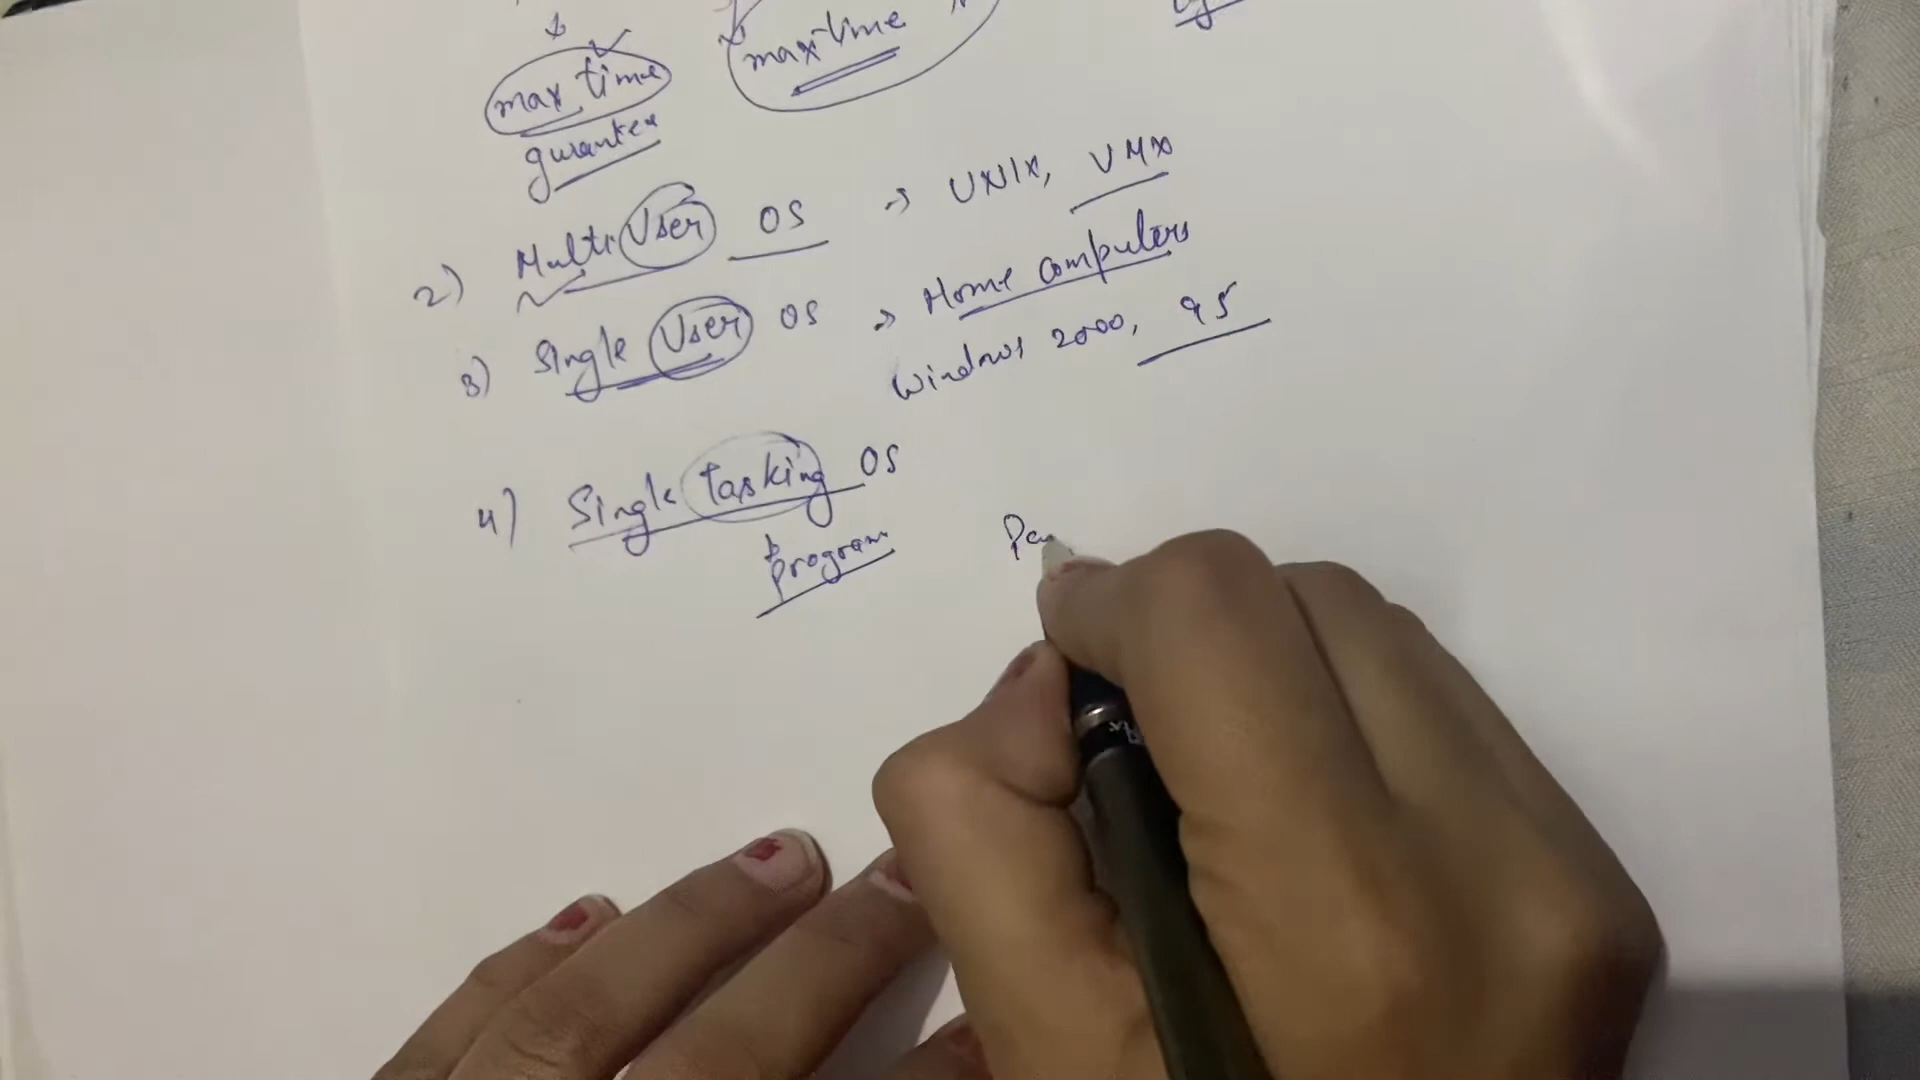 max time
max time
gurantee
2) Multi User OS → UNIX, VMX
3) Single User OS → Home computers
Windows 2000, 95
4) Single tasking OS
program